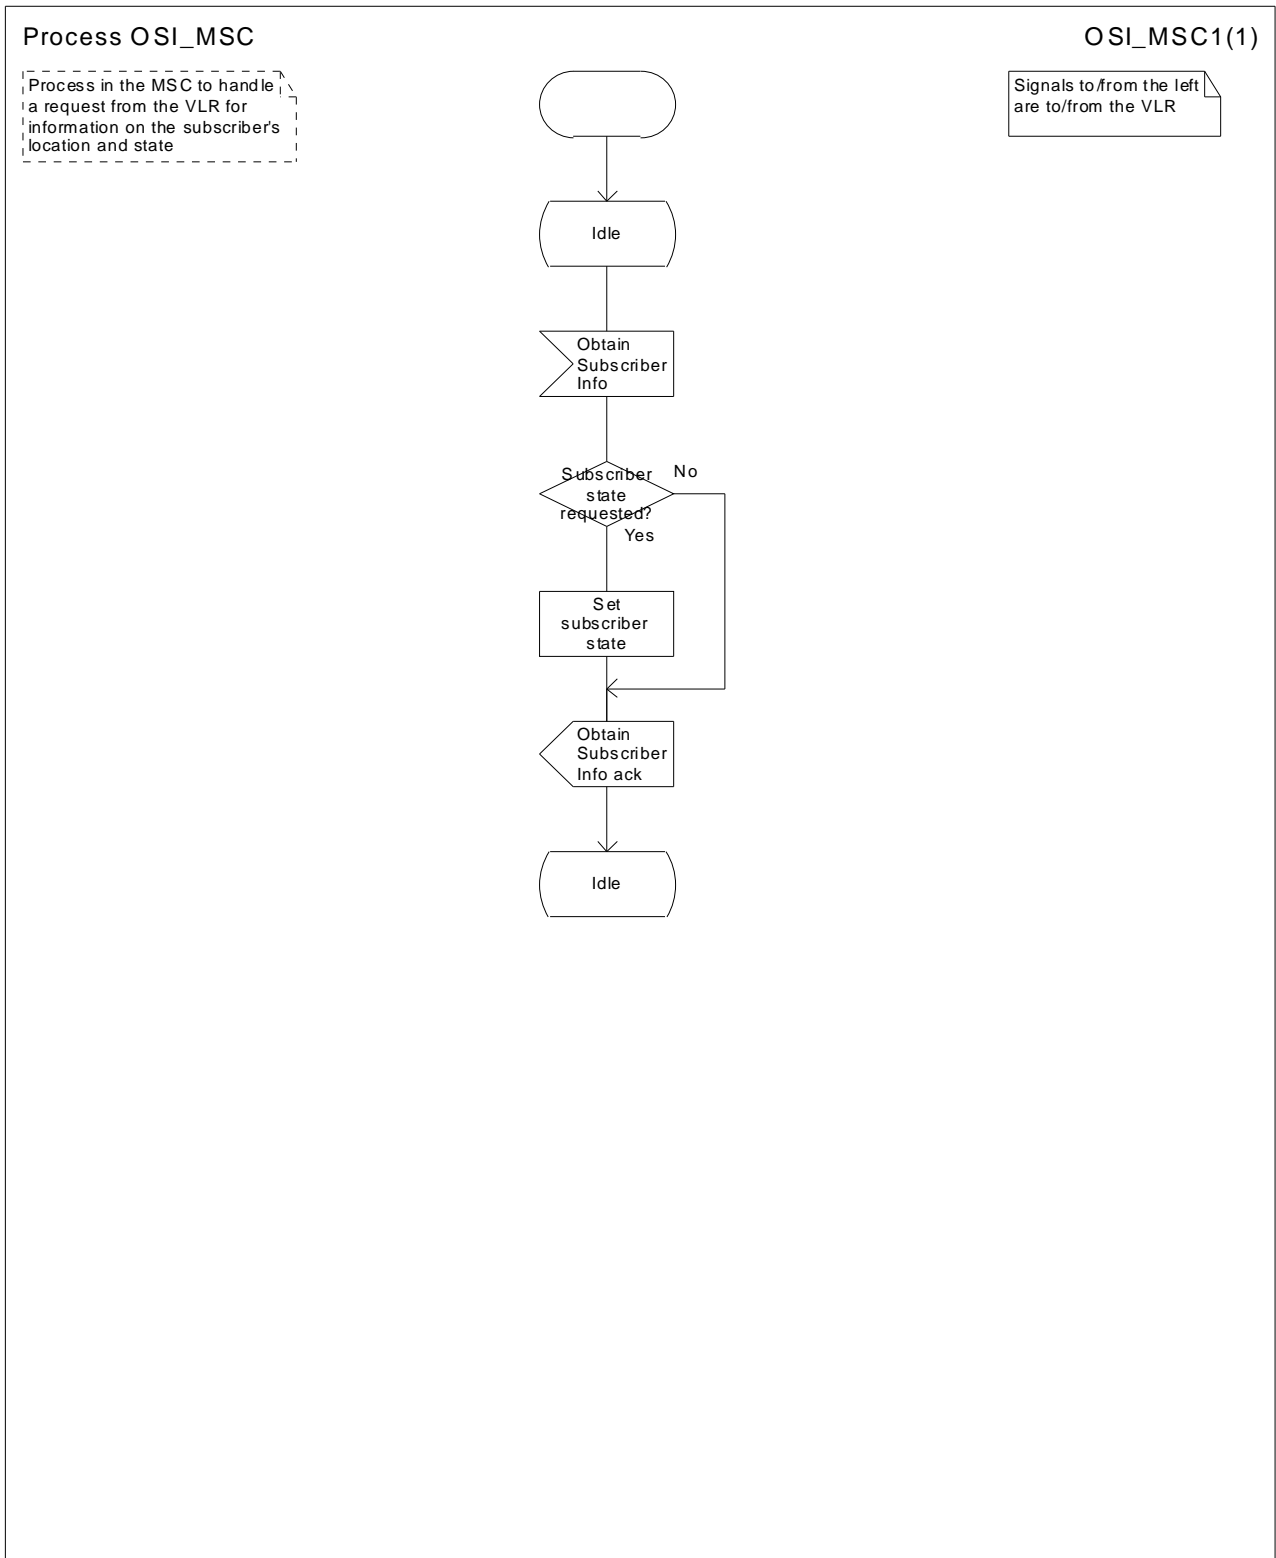 Process OSI_MSC
OSI_MSC1(1)
Process in the MSC to handle
a request from the VLR for
information on the subscriber's
location and state
Signals to/from the left
are to/from the VLR
Idle
Obtain
Subscriber
Info
Subscriber
state
requested?
No
Yes
Set
subscriber
state
Obtain
Subscriber
Info ack
Idle